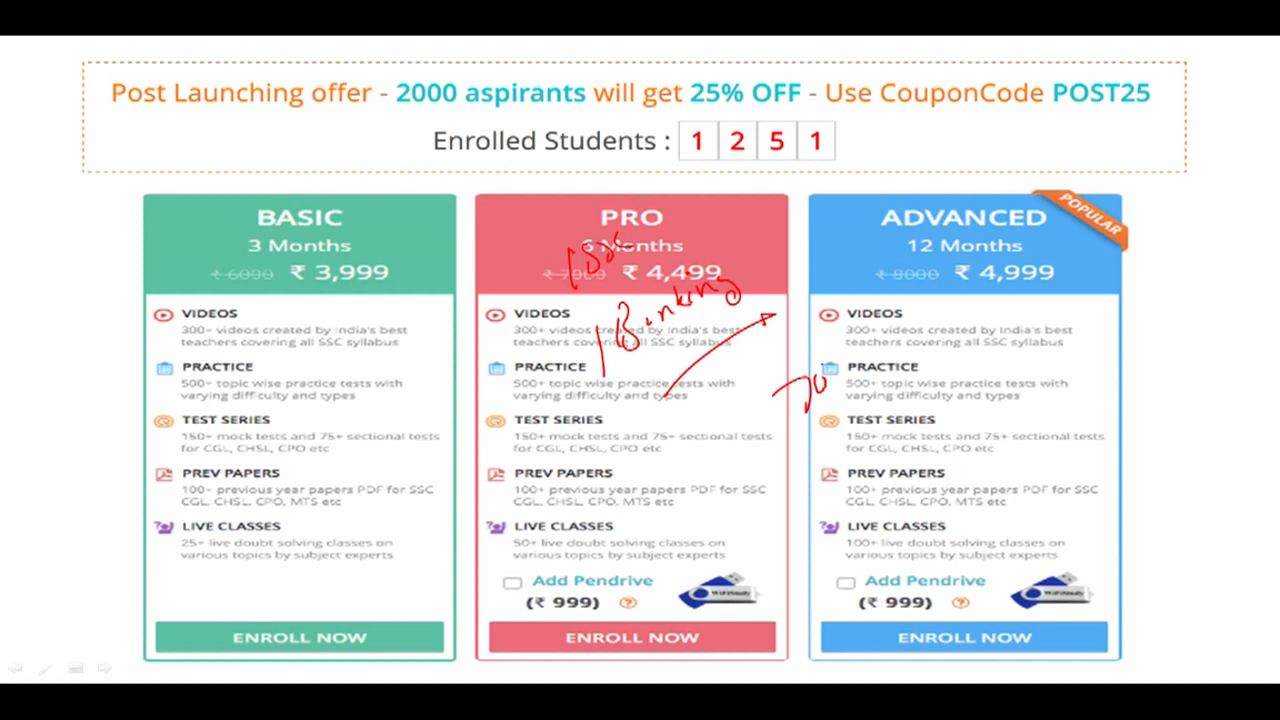 Post Launching offer - 2000 aspirants will get 25% OFF - Use CouponCode POST25
Enrolled Students : 1 2 5 1
BASIC
3 Months
₹ 6000 ₹ 3,999
VIDEOS
300+ videos created by India's best
teachers covering all SSC syllabus
PRACTICE
500+ topic wise practice tests with
varying difficulty and types
TEST SERIES
150+ mock tests and 75+ sectional tests
for CGL, CHSL, CPO etc
PREV PAPERS
100+ previous year papers PDF for SSC
CGL, CHSL, CPO, MTS etc
LIVE CLASSES
25+ live doubt solving classes on
various topics by subject experts
ENROLL NOW
PRO
6 Months
₹ 7000 ₹ 4,499
Banking
VIDEOS
300+ videos created by India's best
teachers covering all SSC syllabus
PRACTICE
500+ topic wise practice tests with
varying difficulty and types
TEST SERIES
150+ mock tests and 75+ sectional tests
for CGL, CHSL, CPO etc
PREV PAPERS
100+ previous year papers PDF for SSC
CGL, CHSL, CPO, MTS etc
LIVE CLASSES
50+ live doubt solving classes on
various topics by subject experts
Add Pendrive
(₹ 999)
ENROLL NOW
POPULAR
ADVANCED
12 Months
₹ 8000 ₹ 4,999
VIDEOS
300+ videos created by India's best
teachers covering all SSC syllabus
PRACTICE
500+ topic wise practice tests with
varying difficulty and types
TEST SERIES
150+ mock tests and 75+ sectional tests
for CGL, CHSL, CPO etc
PREV PAPERS
100+ previous year papers PDF for SSC
CGL, CHSL, CPO, MTS etc
LIVE CLASSES
100+ live doubt solving classes on
various topics by subject experts
Add Pendrive
(₹ 999)
ENROLL NOW